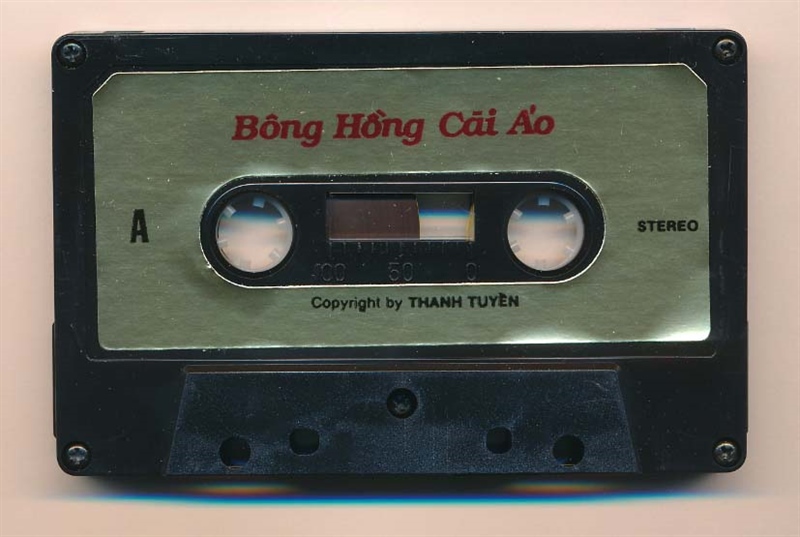 Bông Hồng Cài Áo
A
STEREO
100 50 0
Copyright by THANH TUYỀN